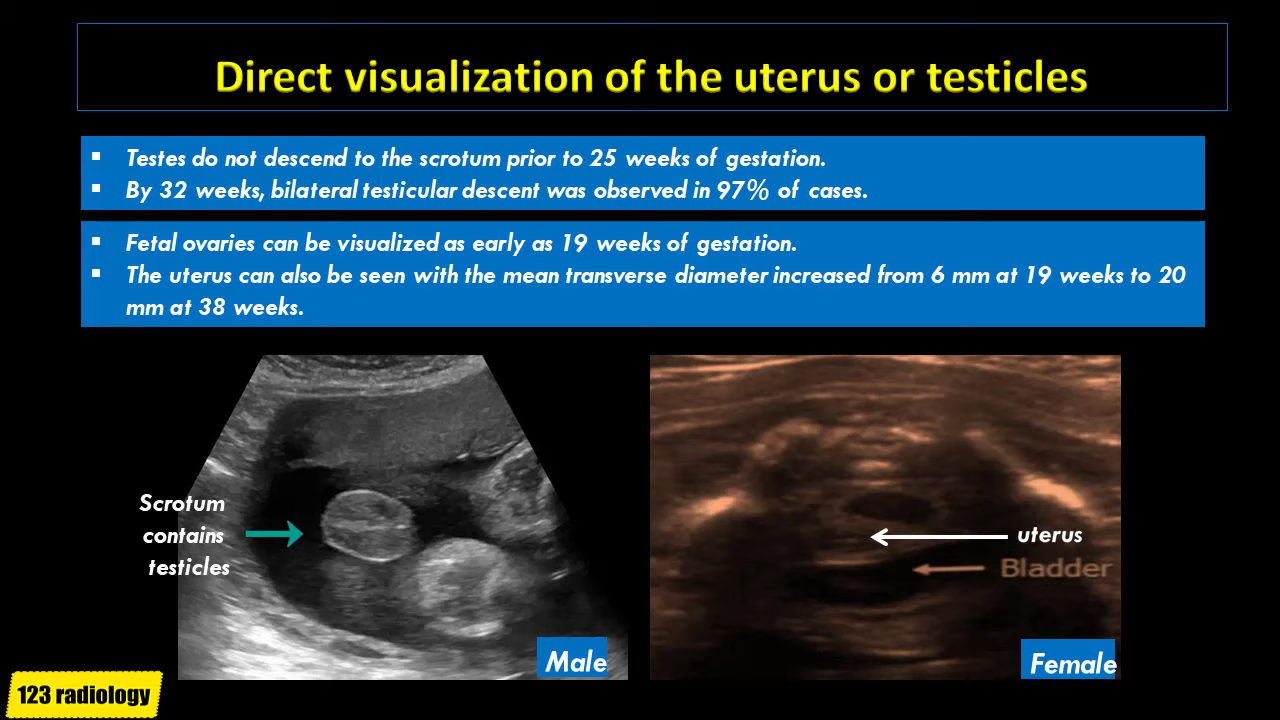 Direct visualization of the uterus or testicles
▪ Testes do not descend to the scrotum prior to 25 weeks of gestation.
▪ By 32 weeks, bilateral testicular descent was observed in 97% of cases.
▪ Fetal ovaries can be visualized as early as 19 weeks of gestation.
▪ The uterus can also be seen with the mean transverse diameter increased from 6 mm at 19 weeks to 20
mm at 38 weeks.
Scrotum
contains
testicles
Male
uterus
Bladder
Female
123 radiology